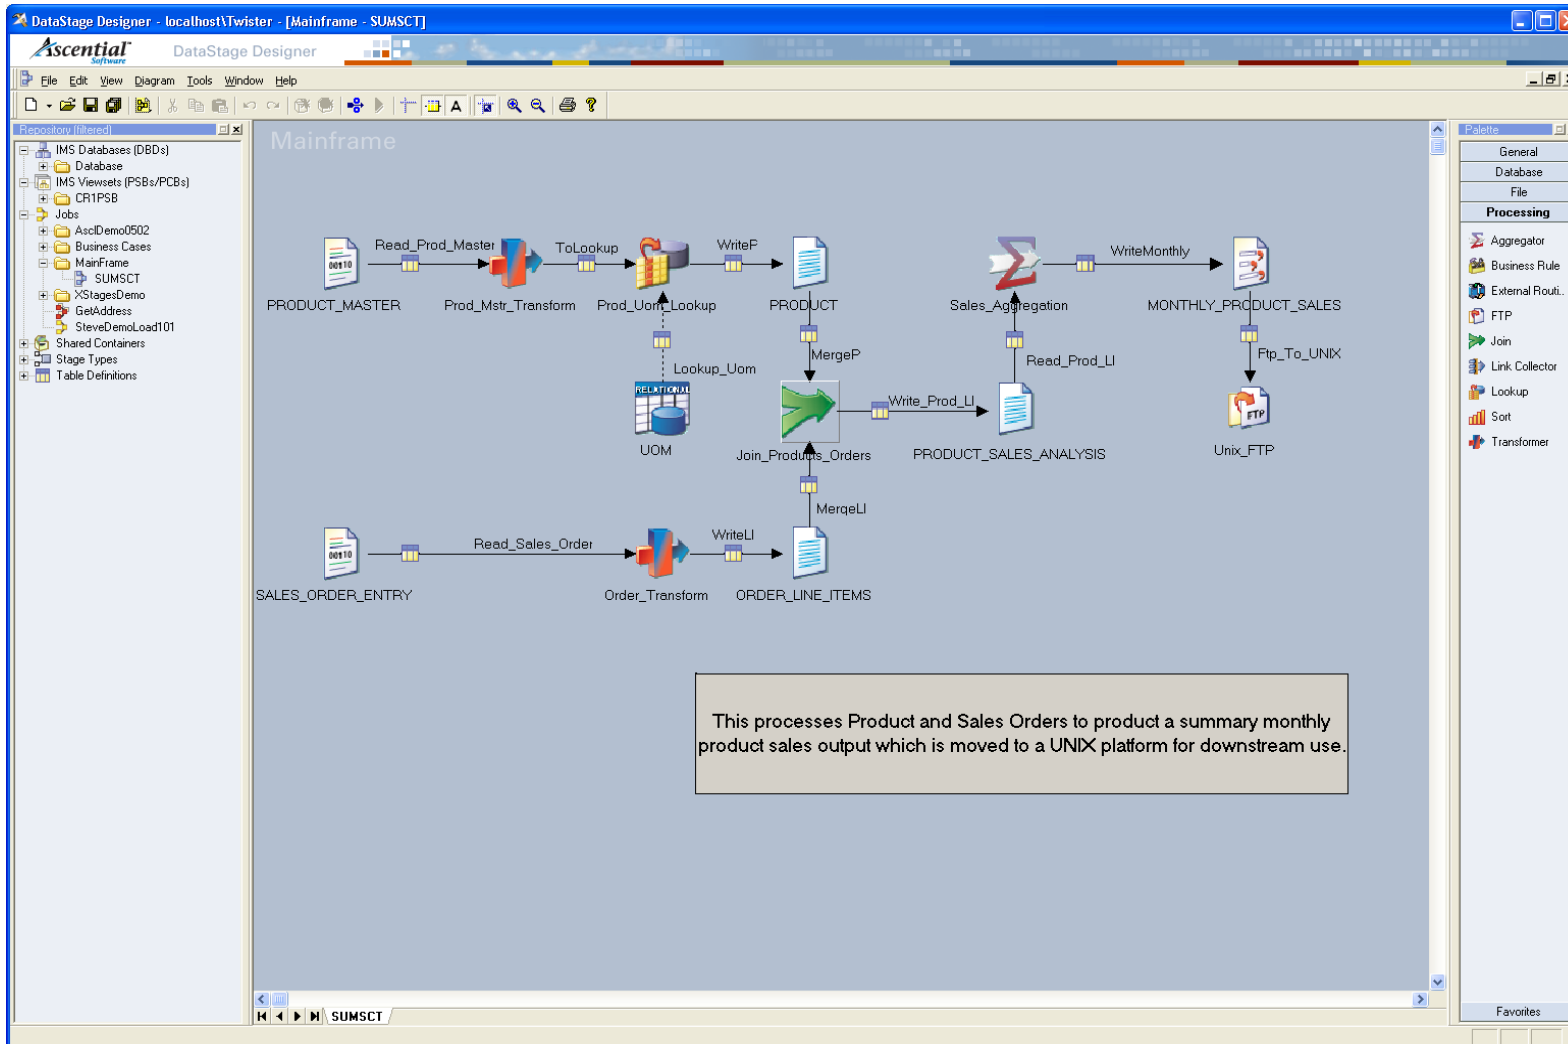 DataStage Designer - localhost\Twister - [Mainframe - SUMSCT]
Ascential
Software
DataStage Designer
File Edit View Diagram Tools Window Help
Repository (filtered)
IMS Databases (DBDs)
Database
IMS Viewsets (PSBs/PCBs)
CR1PSB
Jobs
AsclDemo0502
Business Cases
MainFrame
SUMSCT
XStagesDemo
GetAddress
SteveDemoLoad101
Shared Containers
Stage Types
Table Definitions
Mainframe
Read_Prod_Master
ToLookup
WriteP
WriteMonthly
PRODUCT_MASTER
Prod_Mstr_Transform
Prod_Uom_Lookup
PRODUCT
Sales_Aggregation
MONTHLY_PRODUCT_SALES
Lookup_Uom
MergeP
Read_Prod_LI
Ftp_To_UNIX
RELATIONAL
FTP
Write_Prod_LI
UOM
Join_Products_Orders
PRODUCT_SALES_ANALYSIS
Unix_FTP
MergeLI
Read_Sales_Order
WriteLI
SALES_ORDER_ENTRY
Order_Transform
ORDER_LINE_ITEMS
This processes Product and Sales Orders to product a summary monthly
product sales output which is moved to a UNIX platform for downstream use.
SUMSCT
Palette
General
Database
File
Processing
Aggregator
Business Rule
External Routi..
FTP
Join
Link Collector
Lookup
Sort
Transformer
Favorites